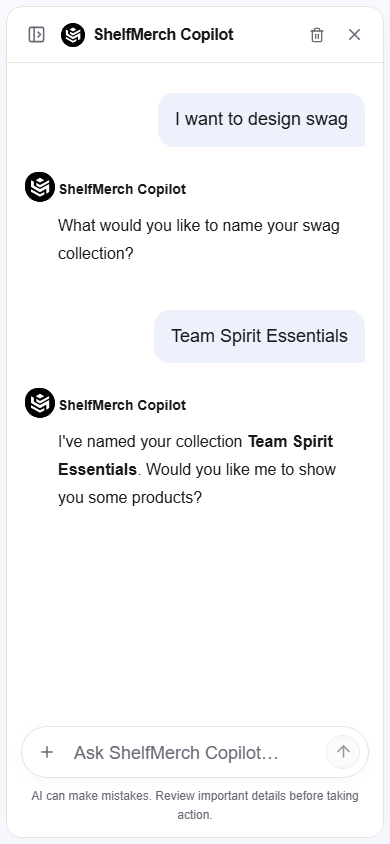 ShelfMerch Copilot
I want to design swag
ShelfMerch Copilot
What would you like to name your swag
collection?
Team Spirit Essentials
ShelfMerch Copilot
I've named your collection Team Spirit
Essentials. Would you like me to show
you some products?
Ask ShelfMerch Copilot...
AI can make mistakes. Review important details before taking
action.